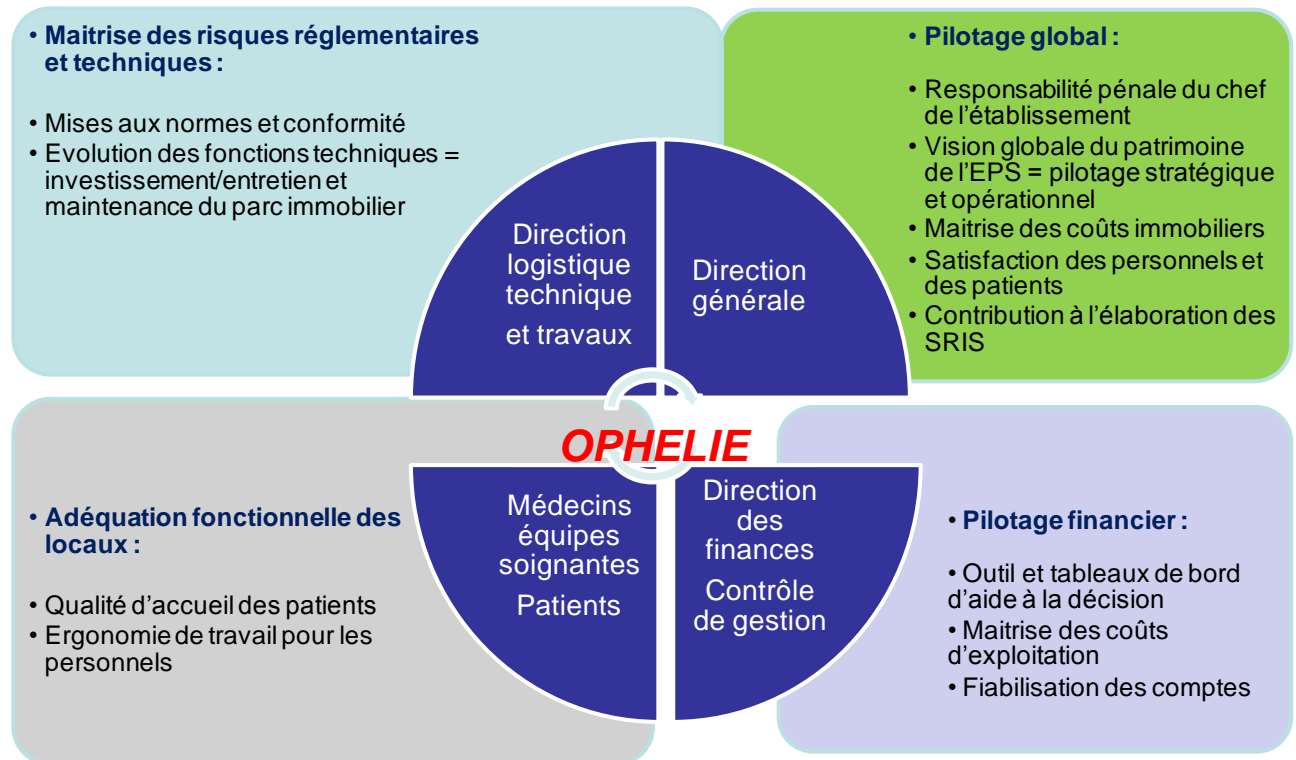 • Maitrise des risques réglementaires
et techniques :
• Mises aux normes et conformité
• Evolution des fonctions techniques =
investissement/entretien et
maintenance du parc immobilier
• Pilotage global :
• Responsabilité pénale du chef
de l’établissement
• Vision globale du patrimoine
de l’EPS = pilotage stratégique
et opérationnel
• Maitrise des coûts immobiliers
• Satisfaction des personnels et
des patients
• Contribution à l’élaboration des
SRIS
Direction
logistique
technique
et travaux
Direction
générale
OPHELIE
Médecins
équipes
soignantes
Patients
Direction
des
finances
Contrôle
de gestion
• Adéquation fonctionnelle des
locaux :
• Qualité d’accueil des patients
• Ergonomie de travail pour les
personnels
• Pilotage financier :
• Outil et tableaux de bord
d’aide à la décision
• Maitrise des coûts
d’exploitation
• Fiabilisation des comptes